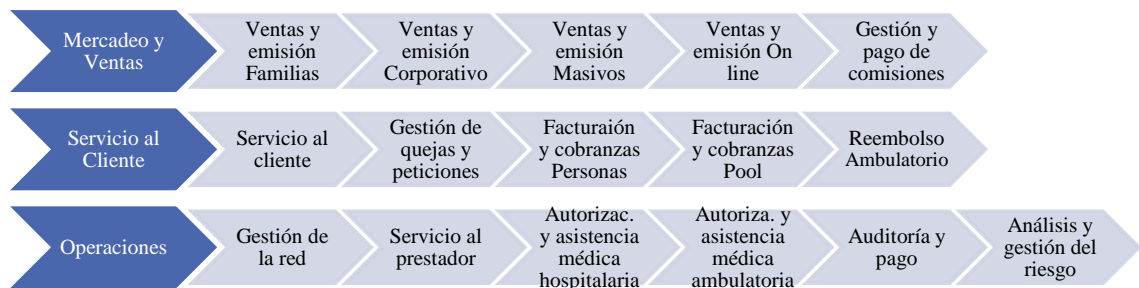 Mercadeo y
Ventas
Ventas y
emisión
Familias
Ventas y
emisión
Corporativo
Ventas y
emisión
Masivos
Ventas y
emisión On
line
Gestión y
pago de
comisiones
Servicio al
Cliente
Servicio al
cliente
Gestión de
quejas y
peticiones
Facturaión
y cobranzas
Personas
Facturación
y cobranzas
Pool
Reembolso
Ambulatorio
Operaciones
Gestión de
la red
Servicio al
prestador
Autorizac.
y asistencia
médica
hospitalaria
Autoriza. y
asistencia
médica
ambulatoria
Auditoría y
pago
Análisis y
gestión del
riesgo